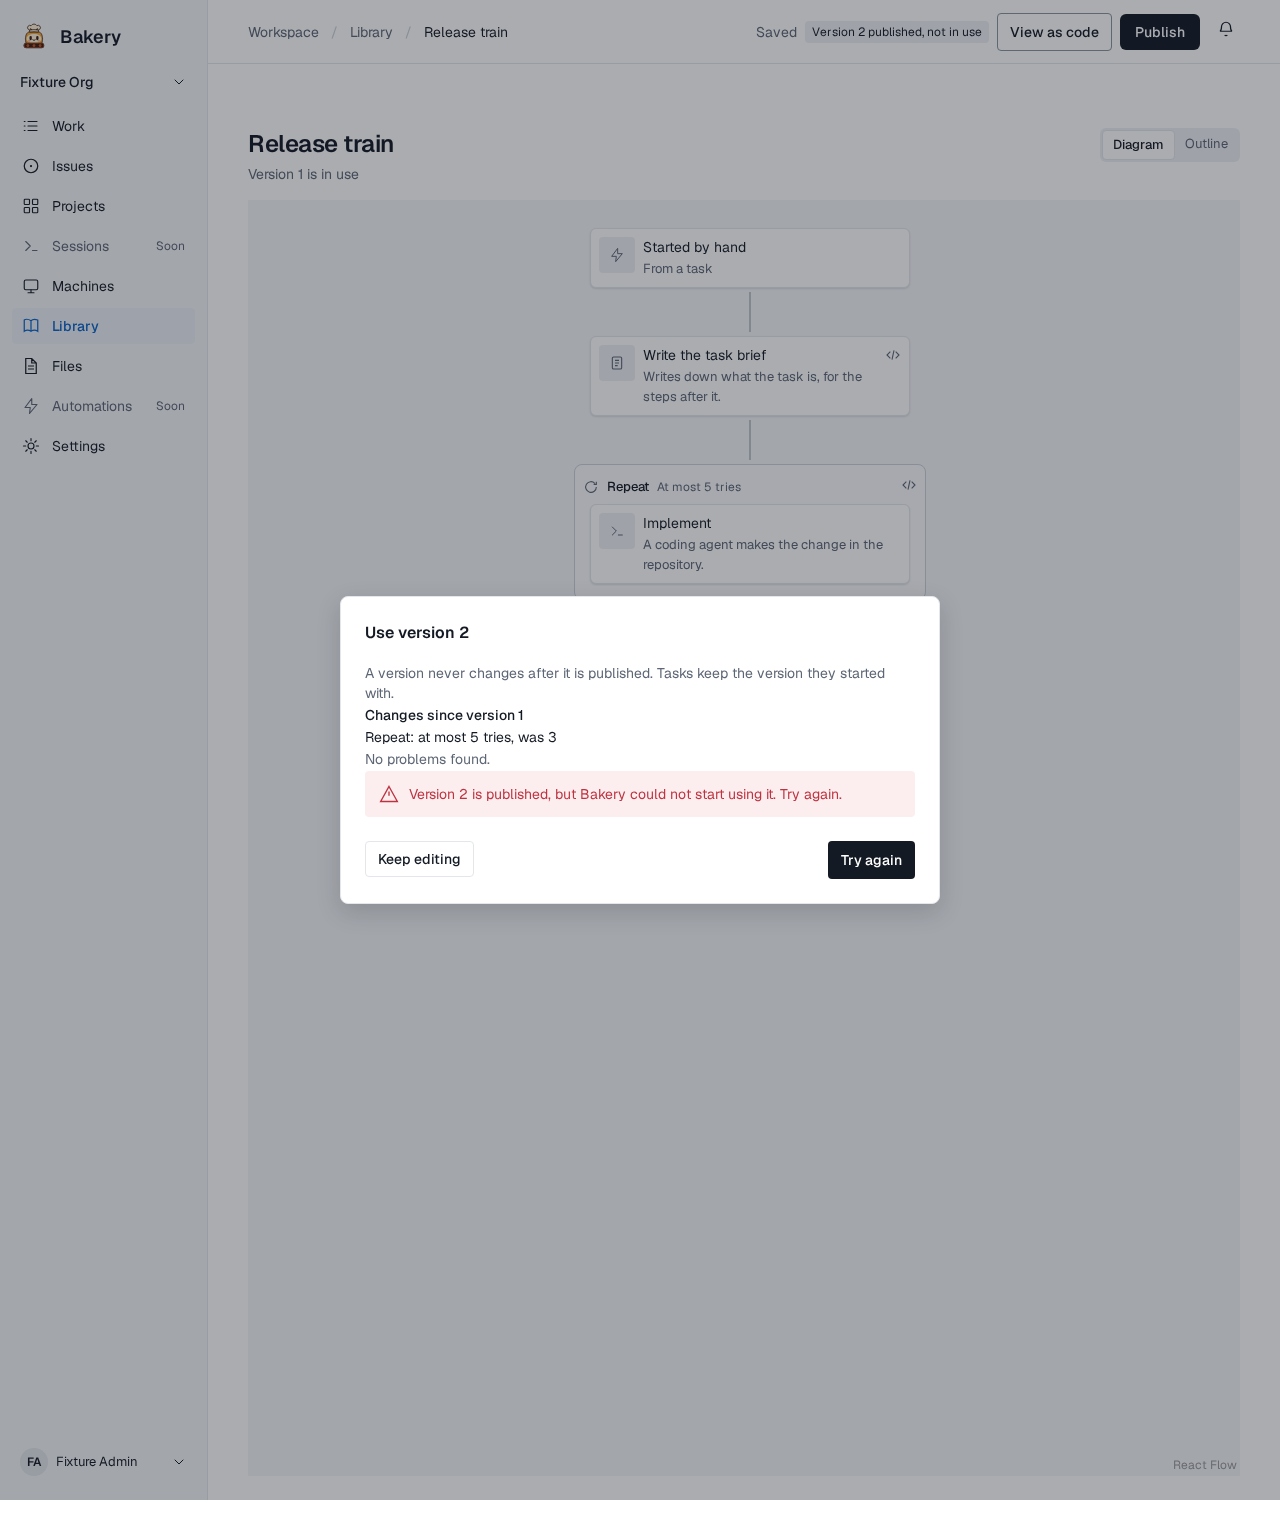 Bakery
Workspace / Library / Release train
Saved
Version 2 published, not in use
View as code
Publish
Fixture Org
Work
Issues
Projects
Sessions Soon
Machines
Library
Files
Automations Soon
Settings
Release train
Version 1 is in use
Diagram
Outline
Started by hand
From a task
Write the task brief
Writes down what the task is, for the
steps after it.
Repeat At most 5 tries
Implement
A coding agent makes the change in the
repository.
Use version 2
A version never changes after it is published. Tasks keep the version they started
with.
Changes since version 1
Repeat: at most 5 tries, was 3
No problems found.
Version 2 is published, but Bakery could not start using it. Try again.
Keep editing
Try again
FA Fixture Admin
React Flow